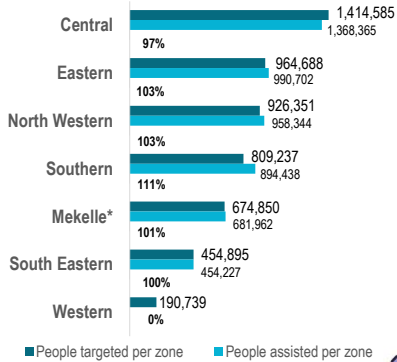 Central
1,414,585
1,368,365
97%
Eastern
964,688
990,702
103%
North Western
926,351
958,344
103%
Southern
809,237
894,438
111%
Mekelle*
674,850
681,962
101%
South Eastern
454,895
454,227
100%
Western
190,739
0%
People targeted per zone
People assisted per zone